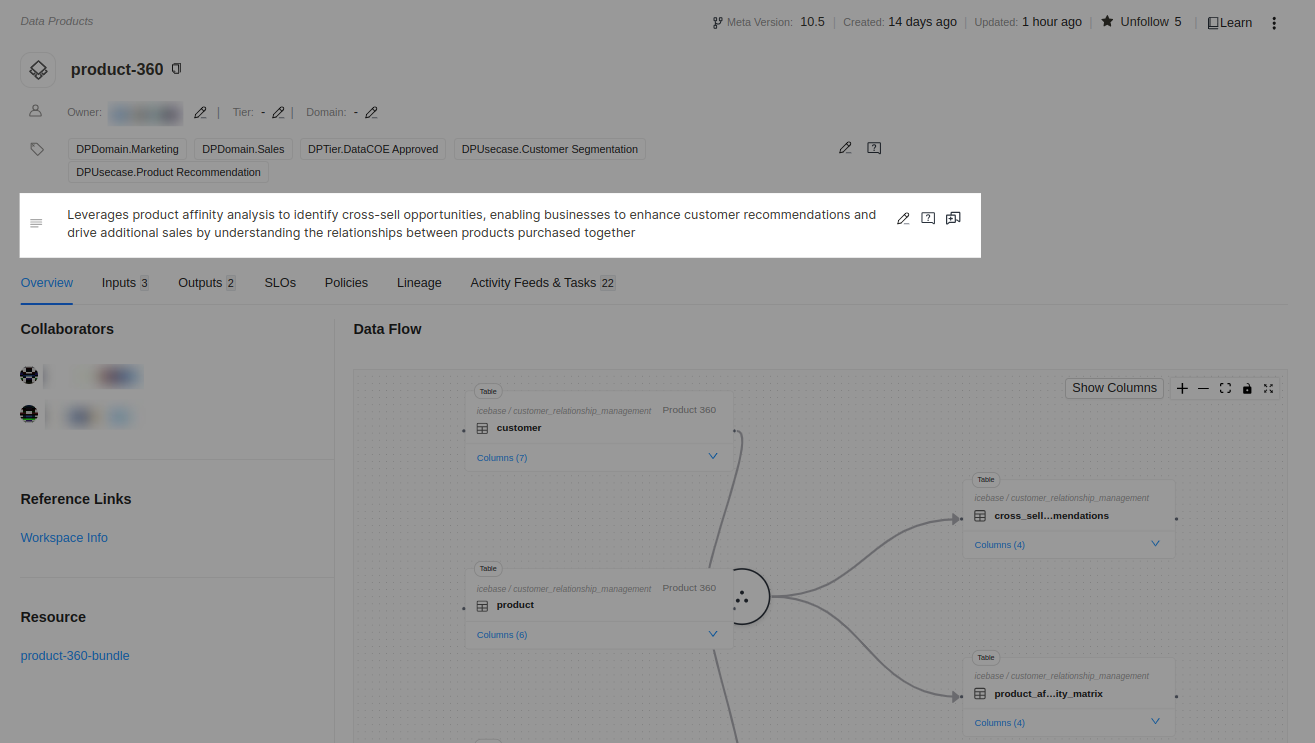 Data Products
Meta Version: 10.5 | Created: 14 days ago | Updated: 1 hour ago | Unfollow 5 | Learn
product-360
Owner: | Tier: - | Domain: -
DPDomain.Marketing DPDomain.Sales DPTier.DataCOE Approved DPUsecase.Customer Segmentation
DPUsecase.Product Recommendation
Leverages product affinity analysis to identify cross-sell opportunities, enabling businesses to enhance customer recommendations and
drive additional sales by understanding the relationships between products purchased together
Overview Inputs 3 Outputs 2 SLOs Policies Lineage Activity Feeds & Tasks 22
Collaborators
Reference Links
Workspace Info
Resource
product-360-bundle
Data Flow
Show Columns
Table
icebase / customer_relationship_management Product 360
customer
Columns (7)
Table
icebase / customer_relationship_management Product 360
product
Columns (6)
Table
icebase / customer_relationship_management
cross_sell...mendations
Columns (4)
Table
icebase / customer_relationship_management
product_af...ity_matrix
Columns (4)